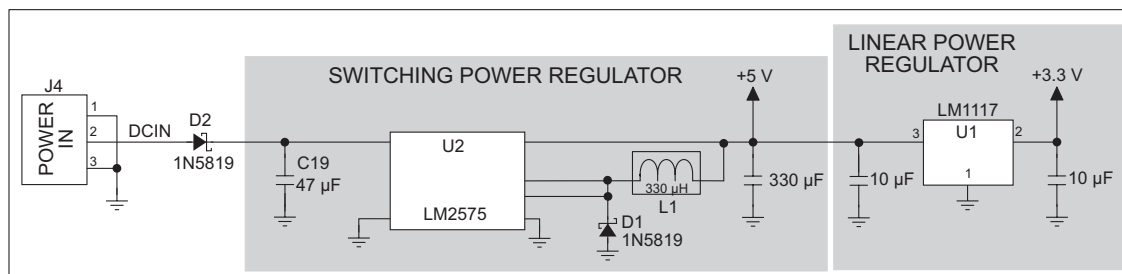 SWITCHING POWER REGULATOR
LINEAR POWER
REGULATOR
J4
POWER
IN
1
2
3
DCIN
D2
1N5819
C19
47 µF
U2
LM2575
330 µH
L1
D1
1N5819
+5 V
330 µF
10 µF
LM1117
3
U1
2
1
+3.3 V
10 µF